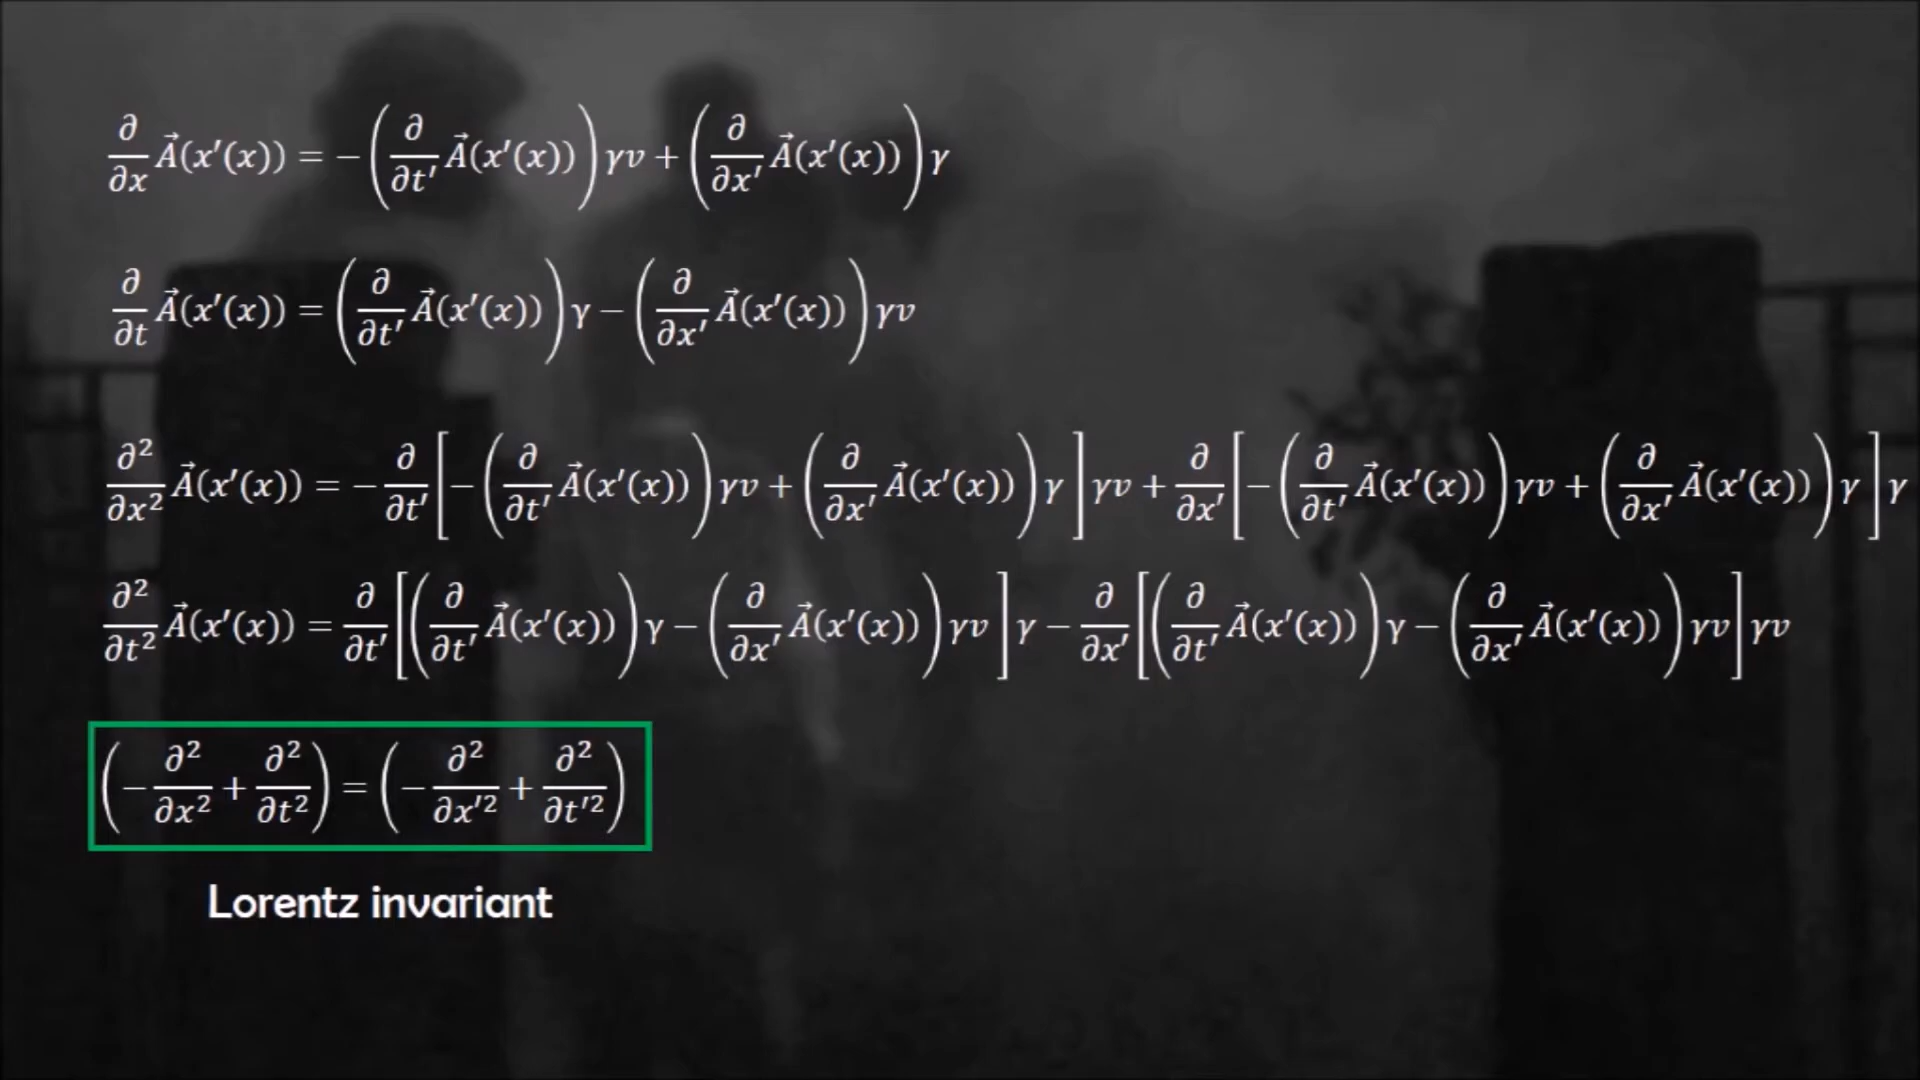 ∂/∂x A⃗(x′(x)) = −(∂/∂t′ A⃗(x′(x)))γv + (∂/∂x′ A⃗(x′(x)))γ
∂/∂t A⃗(x′(x)) = (∂/∂t′ A⃗(x′(x)))γ − (∂/∂x′ A⃗(x′(x)))γv
∂²/∂x² A⃗(x′(x)) = −∂/∂t′[−(∂/∂t′ A⃗(x′(x)))γv + (∂/∂x′ A⃗(x′(x)))γ]γv + ∂/∂x′[−(∂/∂t′ A⃗(x′(x)))γv + (∂/∂x′ A⃗(x′(x)))γ]γ
∂²/∂t² A⃗(x′(x)) = ∂/∂t′[(∂/∂t′ A⃗(x′(x)))γ − (∂/∂x′ A⃗(x′(x)))γv]γ − ∂/∂x′[(∂/∂t′ A⃗(x′(x)))γ − (∂/∂x′ A⃗(x′(x)))γv]γv
(−∂²/∂x² + ∂²/∂t²) = (−∂²/∂x′² + ∂²/∂t′²)
Lorentz invariant